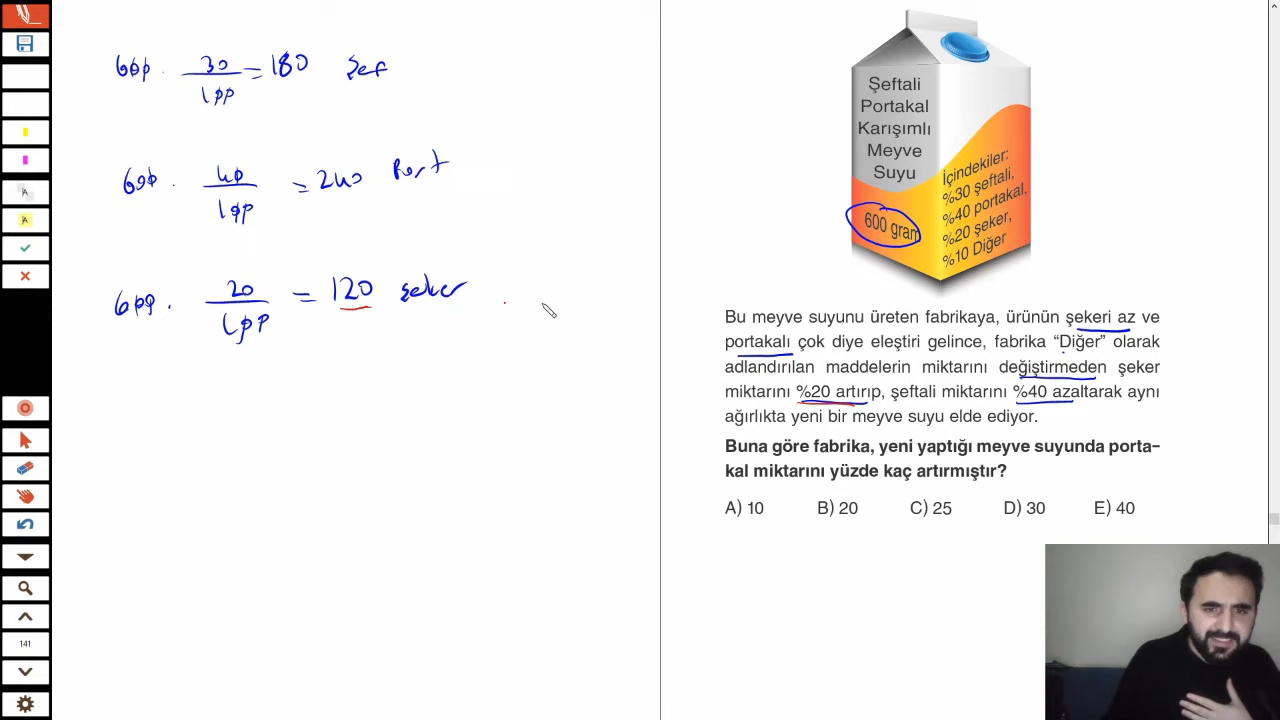 600 . 30/100 = 180 Şef
600 . 40/100 = 240 Port
600 . 20/100 = 120 şeker
Şeftali
Portakal
Karışımlı
Meyve
Suyu
600 gram
İçindekiler:
%30 şeftali,
%40 portakal,
%20 şeker,
%10 Diğer
Bu meyve suyunu üreten fabrikaya, ürünün şekeri az ve
portakalı çok diye eleştiri gelince, fabrika “Diğer” olarak
adlandırılan maddelerin miktarını değiştirmeden şeker
miktarını %20 artırıp, şeftali miktarını %40 azaltarak aynı
ağırlıkta yeni bir meyve suyu elde ediyor.
Buna göre fabrika, yeni yaptığı meyve suyunda porta-
kal miktarını yüzde kaç artırmıştır?
A) 10 B) 20 C) 25 D) 30 E) 40
141